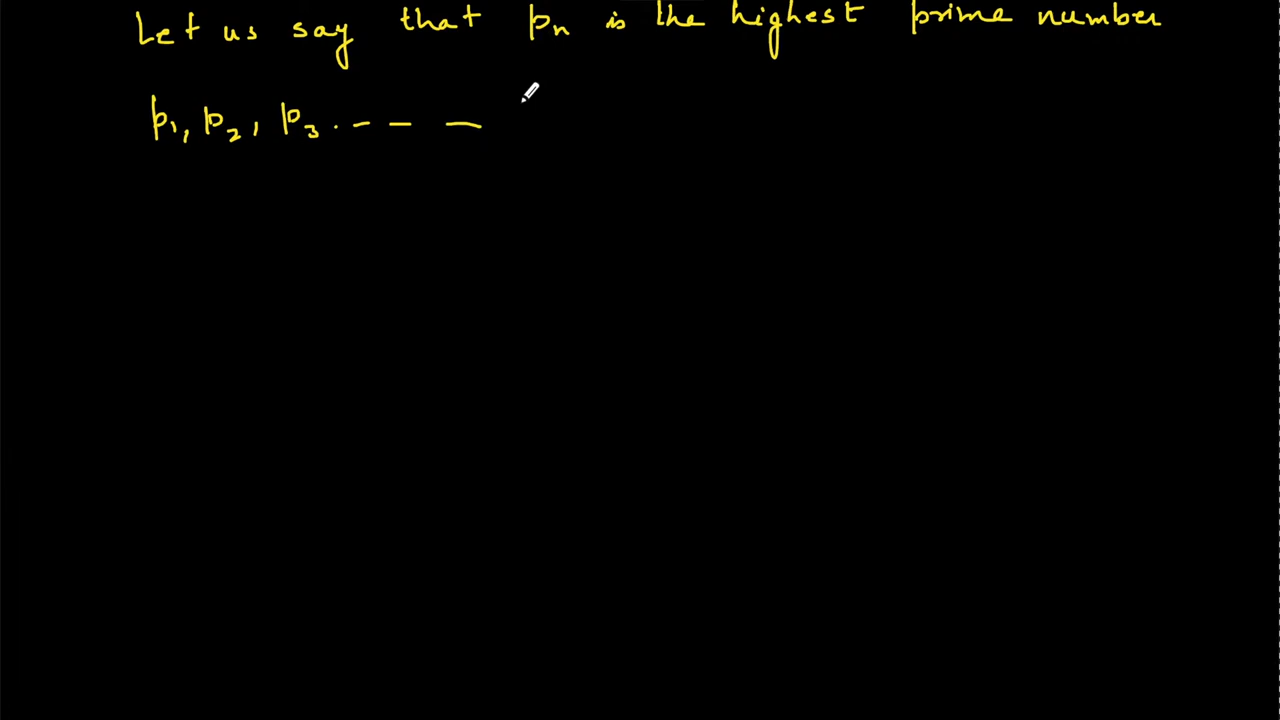 Let us say that pₙ is the highest prime number
p₁, p₂, p₃ . – – —